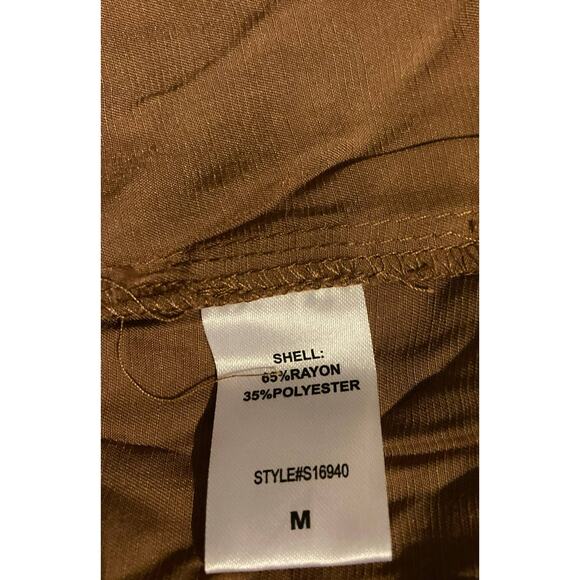 SHELL:
65%RAYON
35%POLYESTER
STYLE#S16940
M